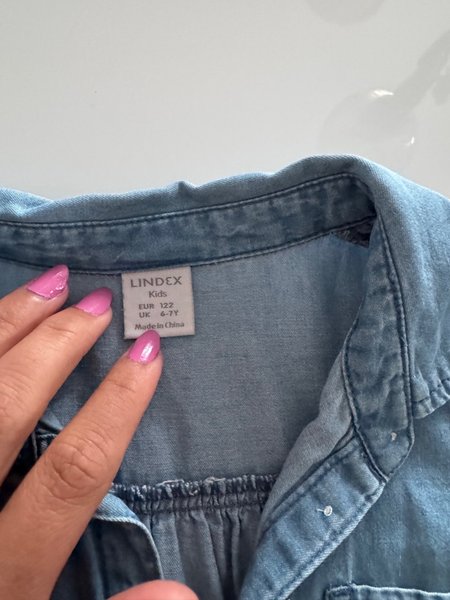 LINDEX
Kids
EUR 122
UK 6-7Y
Made in China